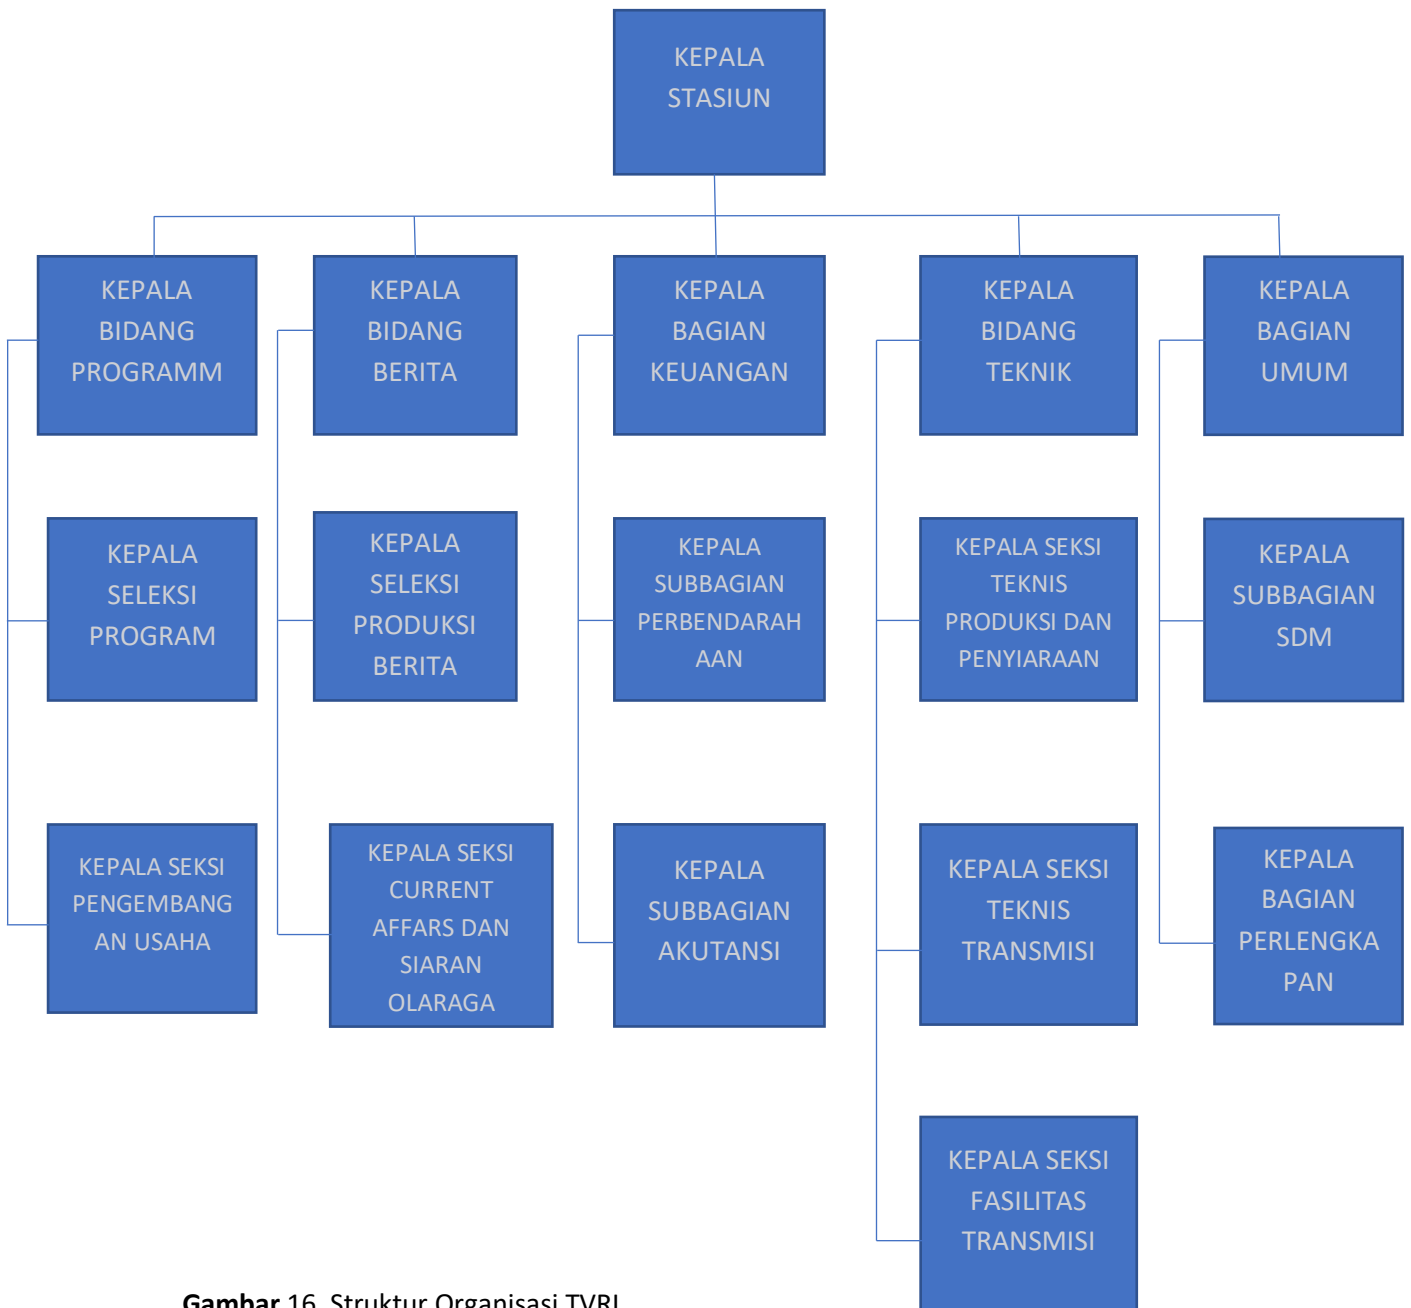 KEPALA
STASIUN
KEPALA
BIDANG
PROGRAMM
KEPALA
BIDANG
BERITA
KEPALA
BAGIAN
KEUANGAN
KEPALA
BIDANG
TEKNIK
KEPALA
BAGIAN
UMUM
KEPALA
SELEKSI
PROGRAM
KEPALA
SELEKSI
PRODUKSI
BERITA
KEPALA
SUBBAGIAN
PERBENDARAH
AAN
KEPALA SEKSI
TEKNIS
PRODUKSI DAN
PENYIARAAN
KEPALA
SUBBAGIAN
SDM
KEPALA SEKSI
PENGEMBANG
AN USAHA
KEPALA SEKSI
CURRENT
AFFARS DAN
SIARAN
OLARAGA
KEPALA
SUBBAGIAN
AKUTANSI
KEPALA SEKSI
TEKNIS
TRANSMISI
KEPALA
BAGIAN
PERLENGKA
PAN
KEPALA SEKSI
FASILITAS
TRANSMISI
Gambar 16. Struktur Organisasi TVRI